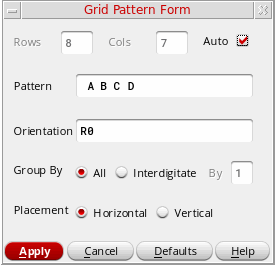 Grid Pattern Form
Rows 8 Cols 7 Auto
Pattern A B C D
Orientation R0
Group By All Interdigitate By 1
Placement Horizontal Vertical
Apply Cancel Defaults Help